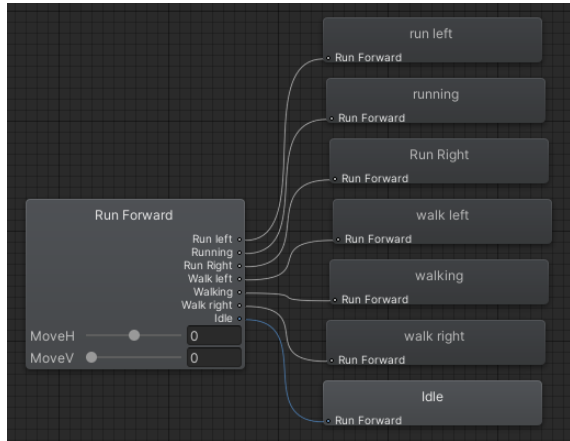 run left
Run Forward
running
Run Forward
Run Right
Run Forward
walk left
Run Forward
walking
Run Forward
walk right
Run Forward
Idle
Run Forward
Run Forward
Run left
Running
Run Right
Walk left
Walking
Walk right
Idle
MoveH 0
MoveV 0